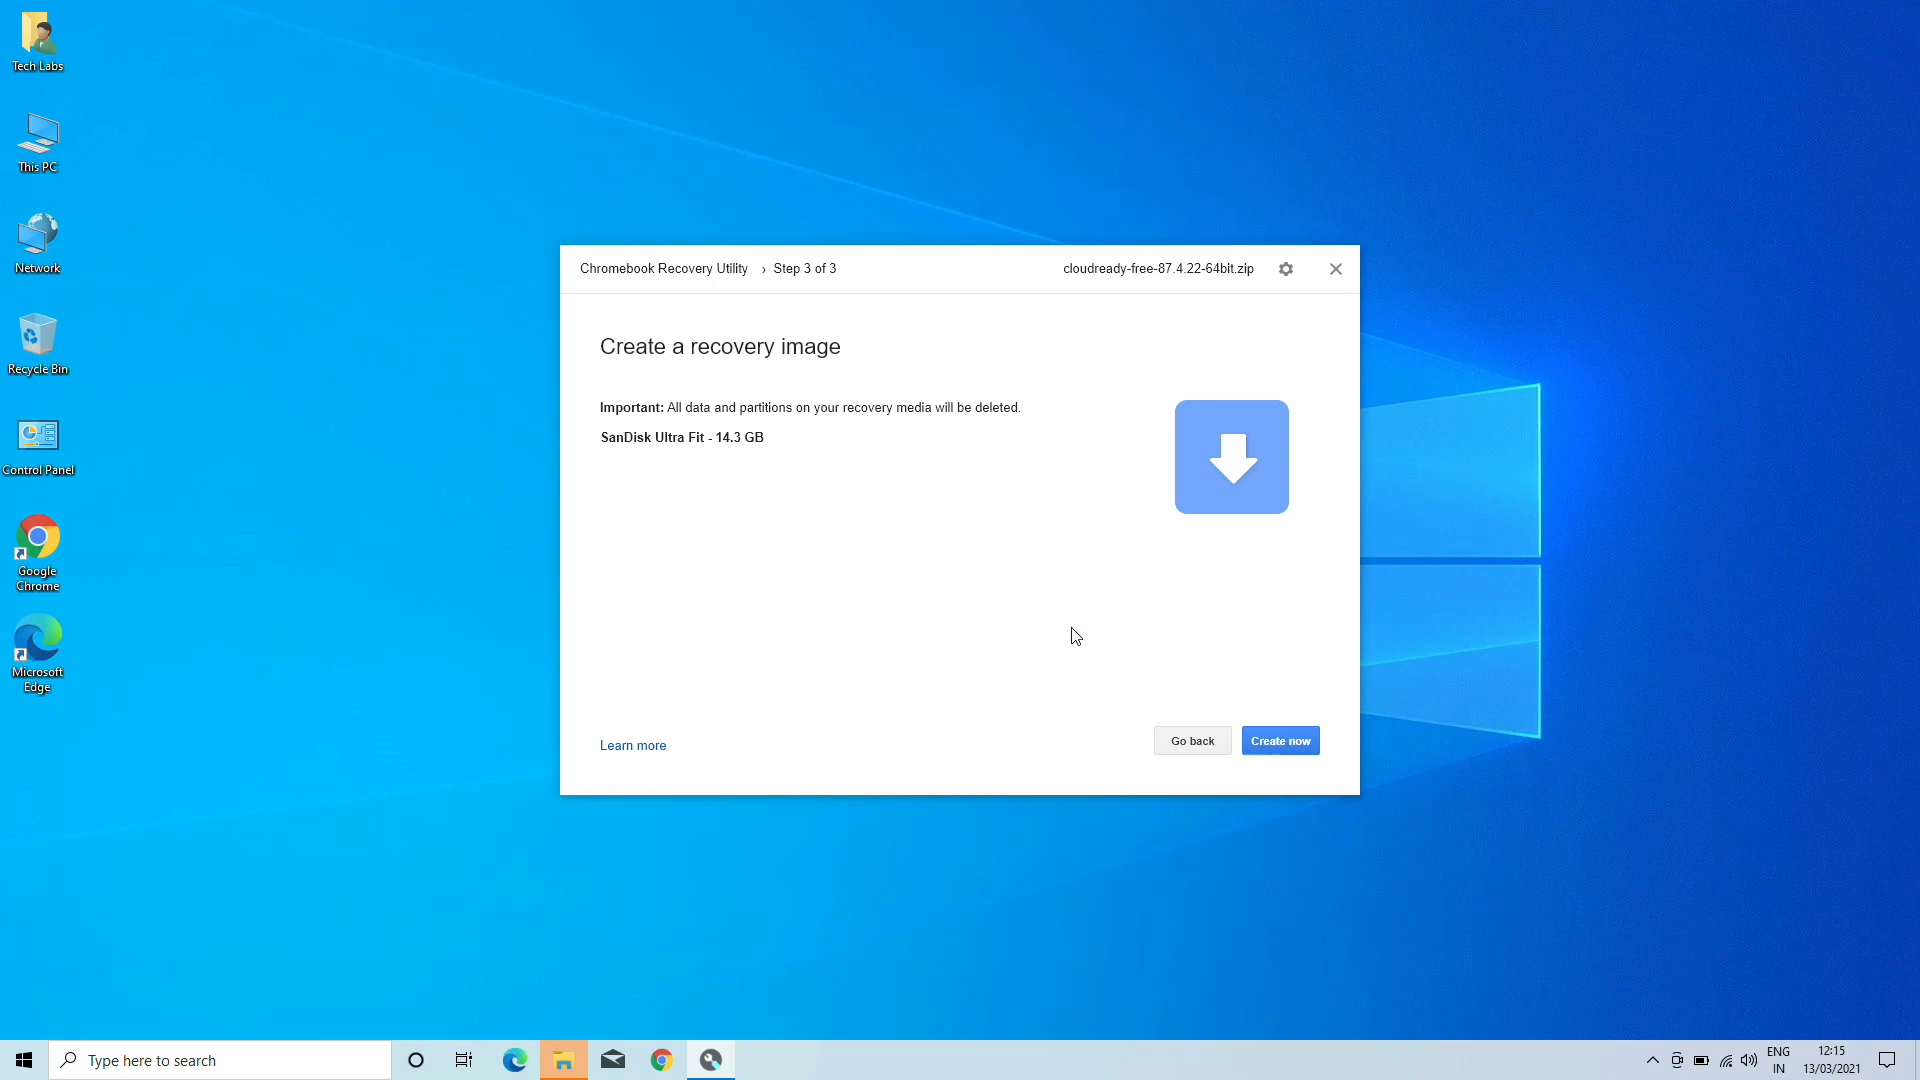 Tech Labs
This PC
Network
Recycle Bin
Control Panel
Google
Chrome
Microsoft
Edge
Chromebook Recovery Utility › Step 3 of 3
cloudready-free-87.4.22-64bit.zip
Create a recovery image
Important: All data and partitions on your recovery media will be deleted.
SanDisk Ultra Fit - 14.3 GB
Learn more
Go back
Create now
Type here to search
ENG
IN
12:15
13/03/2021